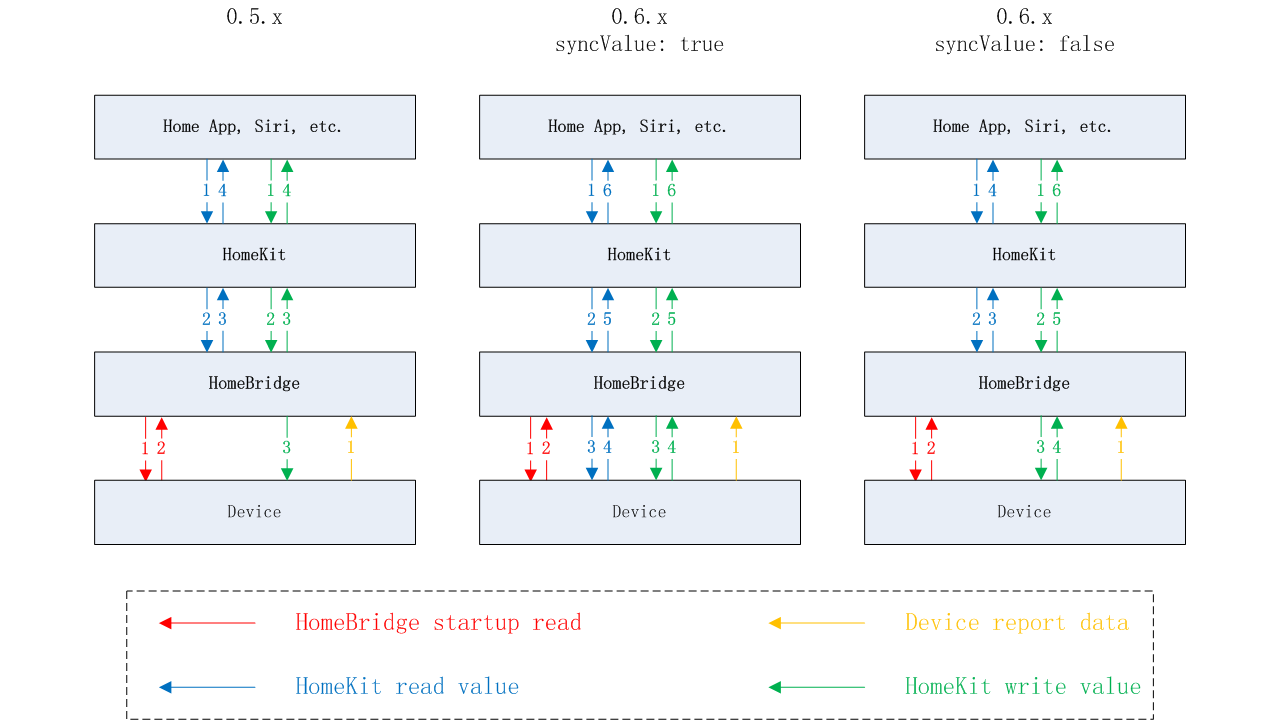 0.5.x 0.6.x 0.6.x
syncValue: true syncValue: false
Home App, Siri, etc. Home App, Siri, etc. Home App, Siri, etc.
1 4 1 4 1 6 1 6 1 4 1 6
HomeKit HomeKit HomeKit
2 3 2 3 2 5 2 5 2 3 2 5
HomeBridge HomeBridge HomeBridge
1 2 3 1 1 2 3 4 3 4 1 1 2 3 4 1
Device Device Device
HomeBridge startup read Device report data
HomeKit read value HomeKit write value